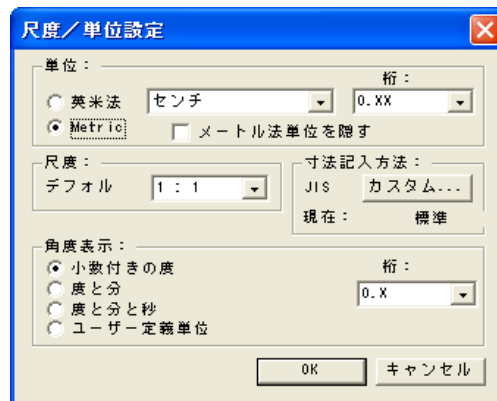 尺度／単位設定
単位：
桁：
英米法 センチ 0.XX
Metric メートル法単位を隠す
尺度：
デフォル 1 : 1
寸法記入方法：
JIS カスタム...
現在： 標準
角度表示：
小数付きの度
度と分
度と分と秒
ユーザー定義単位
桁：
0.X
OK キャンセル